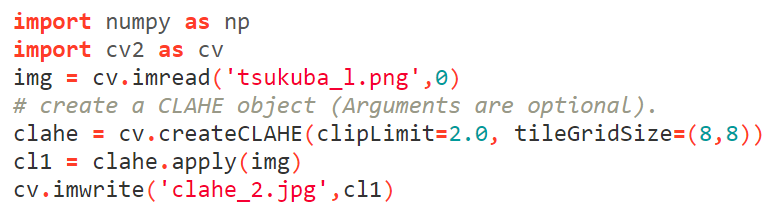 import numpy as np
import cv2 as cv
img = cv.imread('tsukuba_l.png',0)
# create a CLAHE object (Arguments are optional).
clahe = cv.createCLAHE(clipLimit=2.0, tileGridSize=(8,8))
cl1 = clahe.apply(img)
cv.imwrite('clahe_2.jpg',cl1)